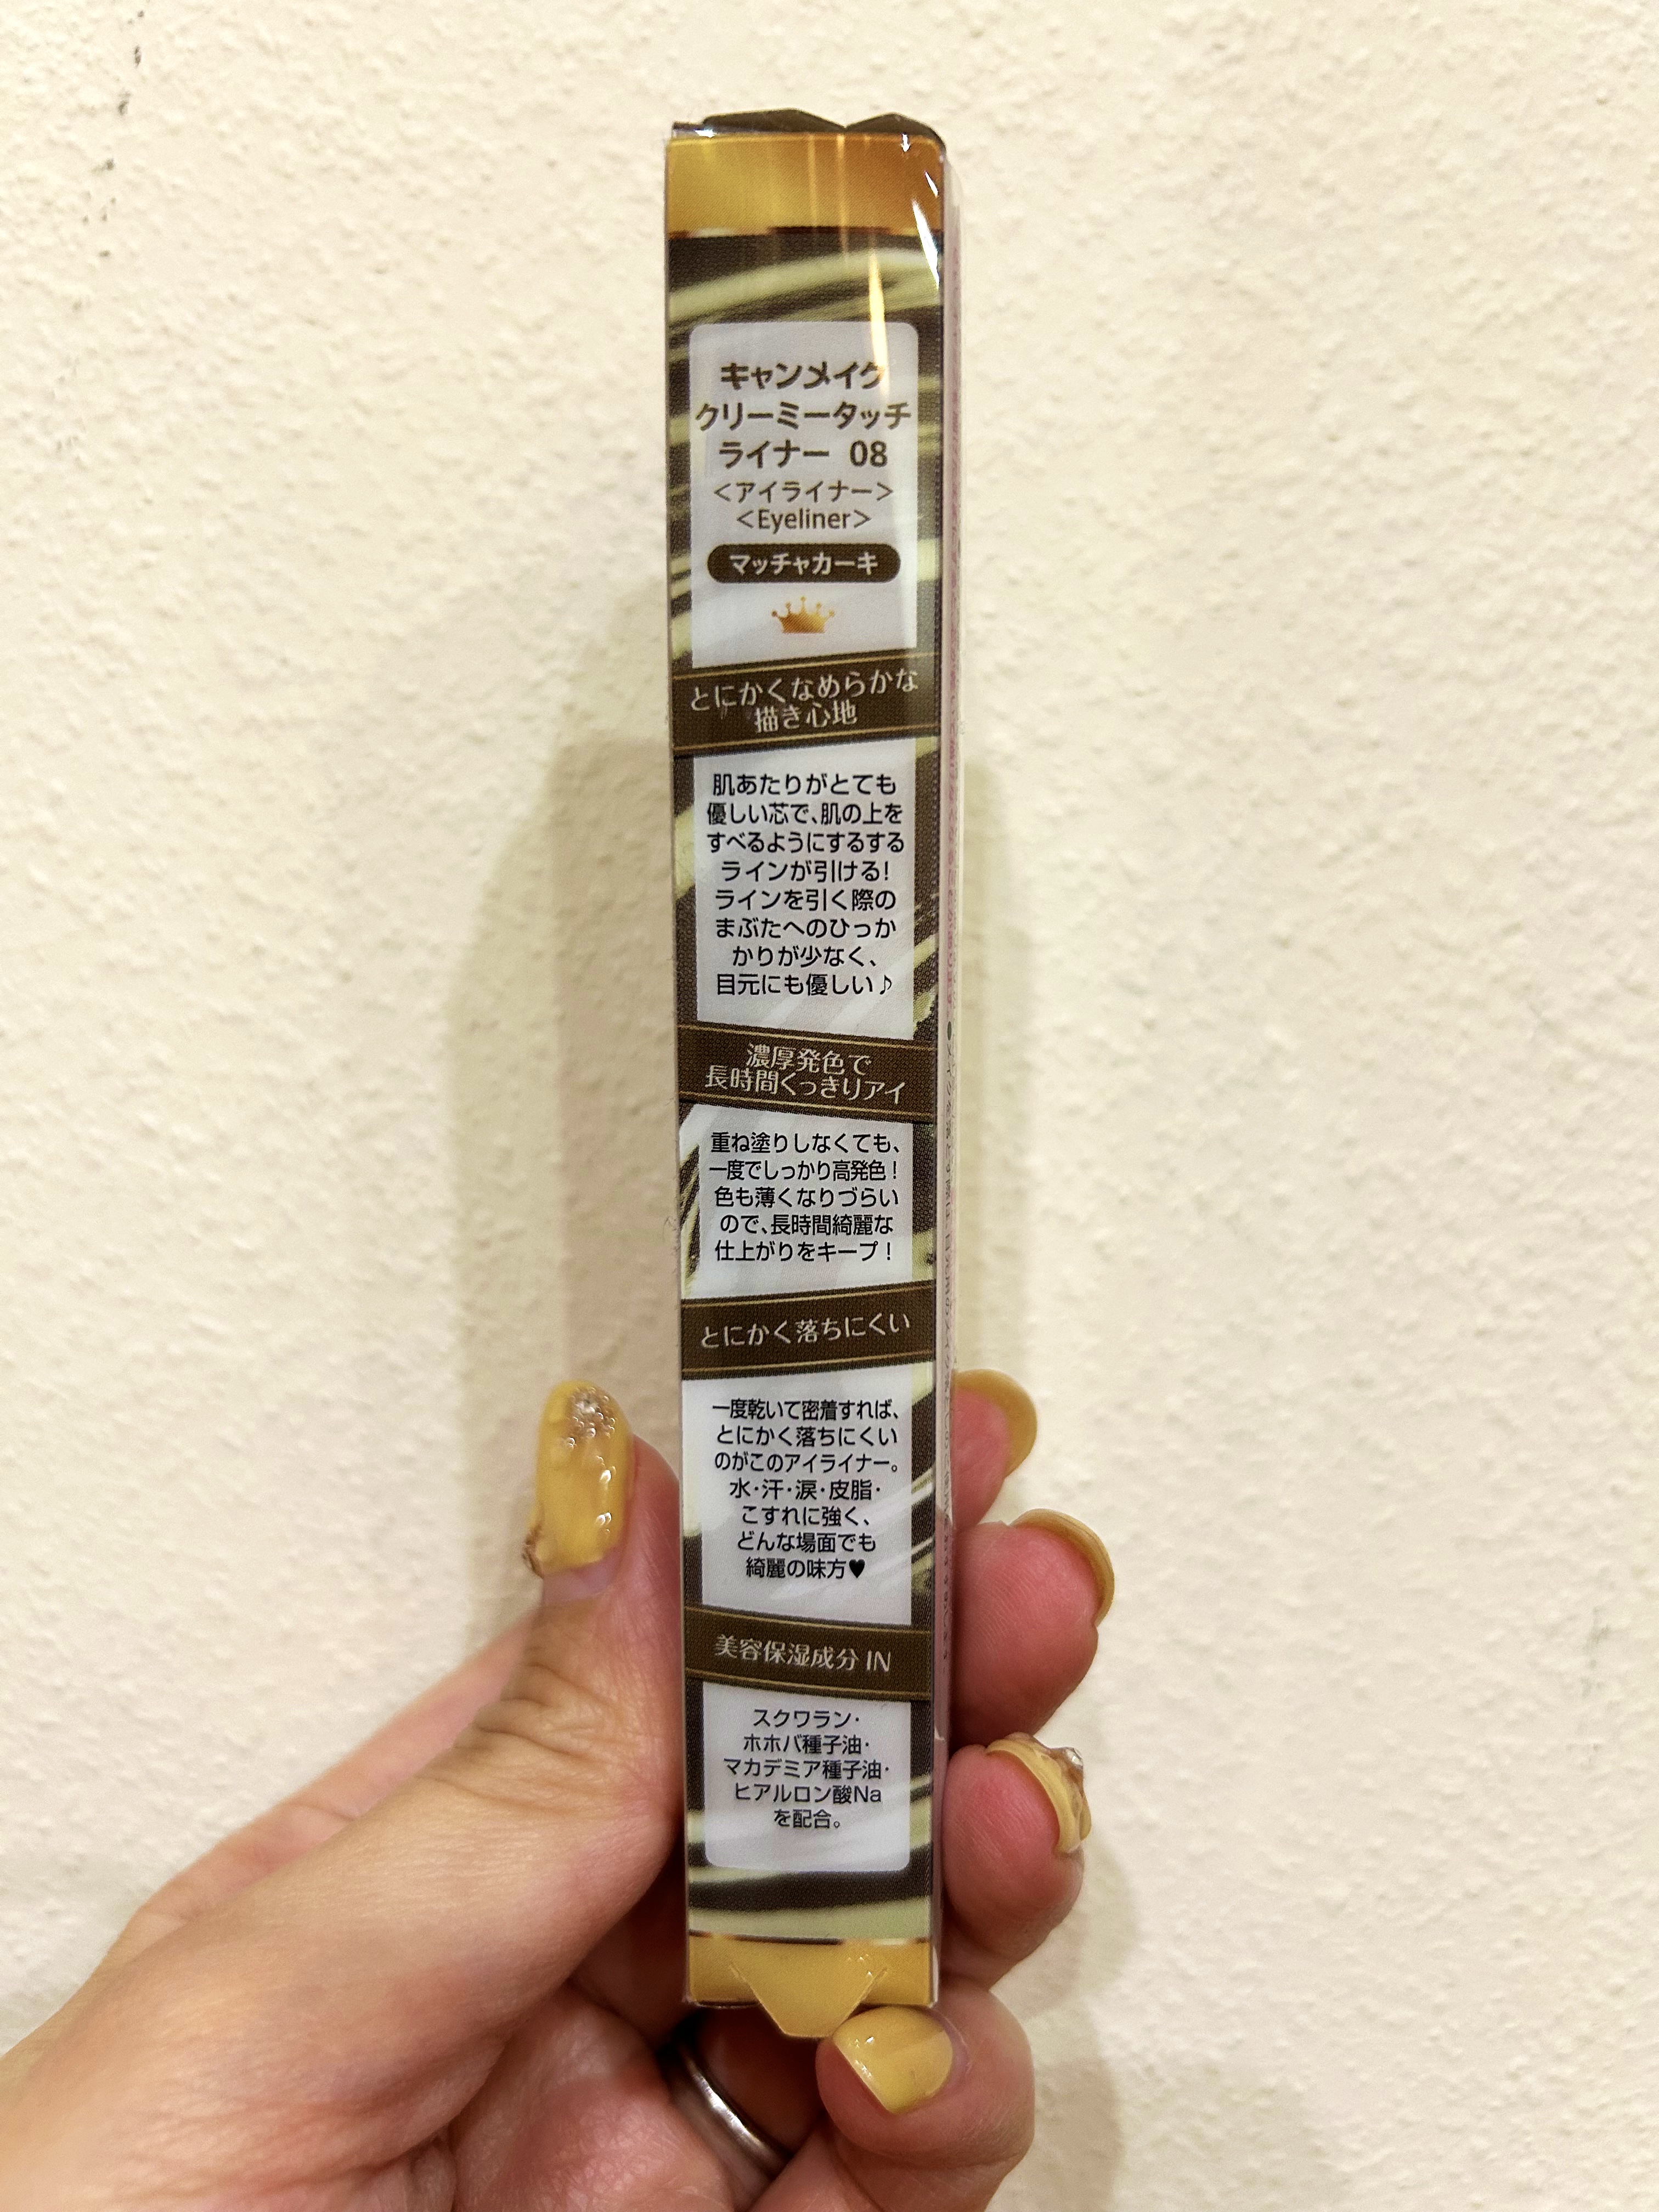 キャンメイク
クリーミータッチ
ライナー 08
＜アイライナー＞
＜Eyeliner＞
マッチャカーキ
とにかくなめらかな
描き心地
肌あたりがとても
優しい芯で、肌の上を
すべるようにするする
ラインが引ける!
ラインを引く際の
まぶたへのひっか
かりが少なく、
目元にも優しい♪
濃厚発色で
長時間くっきりアイ
重ね塗りしなくても、
一度でしっかり高発色!
色も薄くなりづらい
ので、長時間綺麗な
仕上がりをキープ!
とにかく落ちにくい
一度乾いて密着すれば、
とにかく落ちにくい
のがこのアイライナー。
水・汗・涙・皮脂・
こすれに強く、
どんな場面でも
綺麗の味方♥
美容保湿成分 IN
スクワラン・
ホホバ種子油・
マカデミア種子油・
ヒアルロン酸Na
を配合。